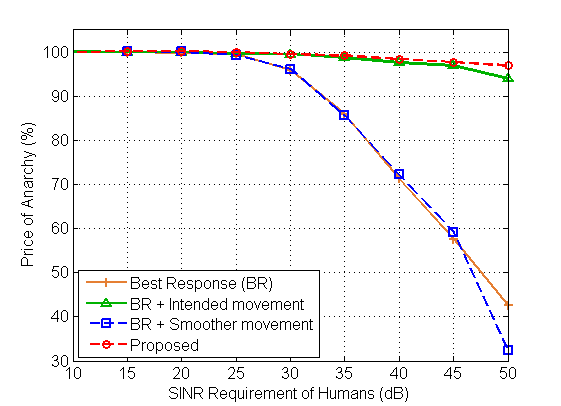 100
90
80
70
60
50
40
30
Price of Anarchy (%)
Best Response (BR)
BR + Intended movement
BR + Smoother movement
Proposed
10 15 20 25 30 35 40 45 50
SINR Requirement of Humans (dB)